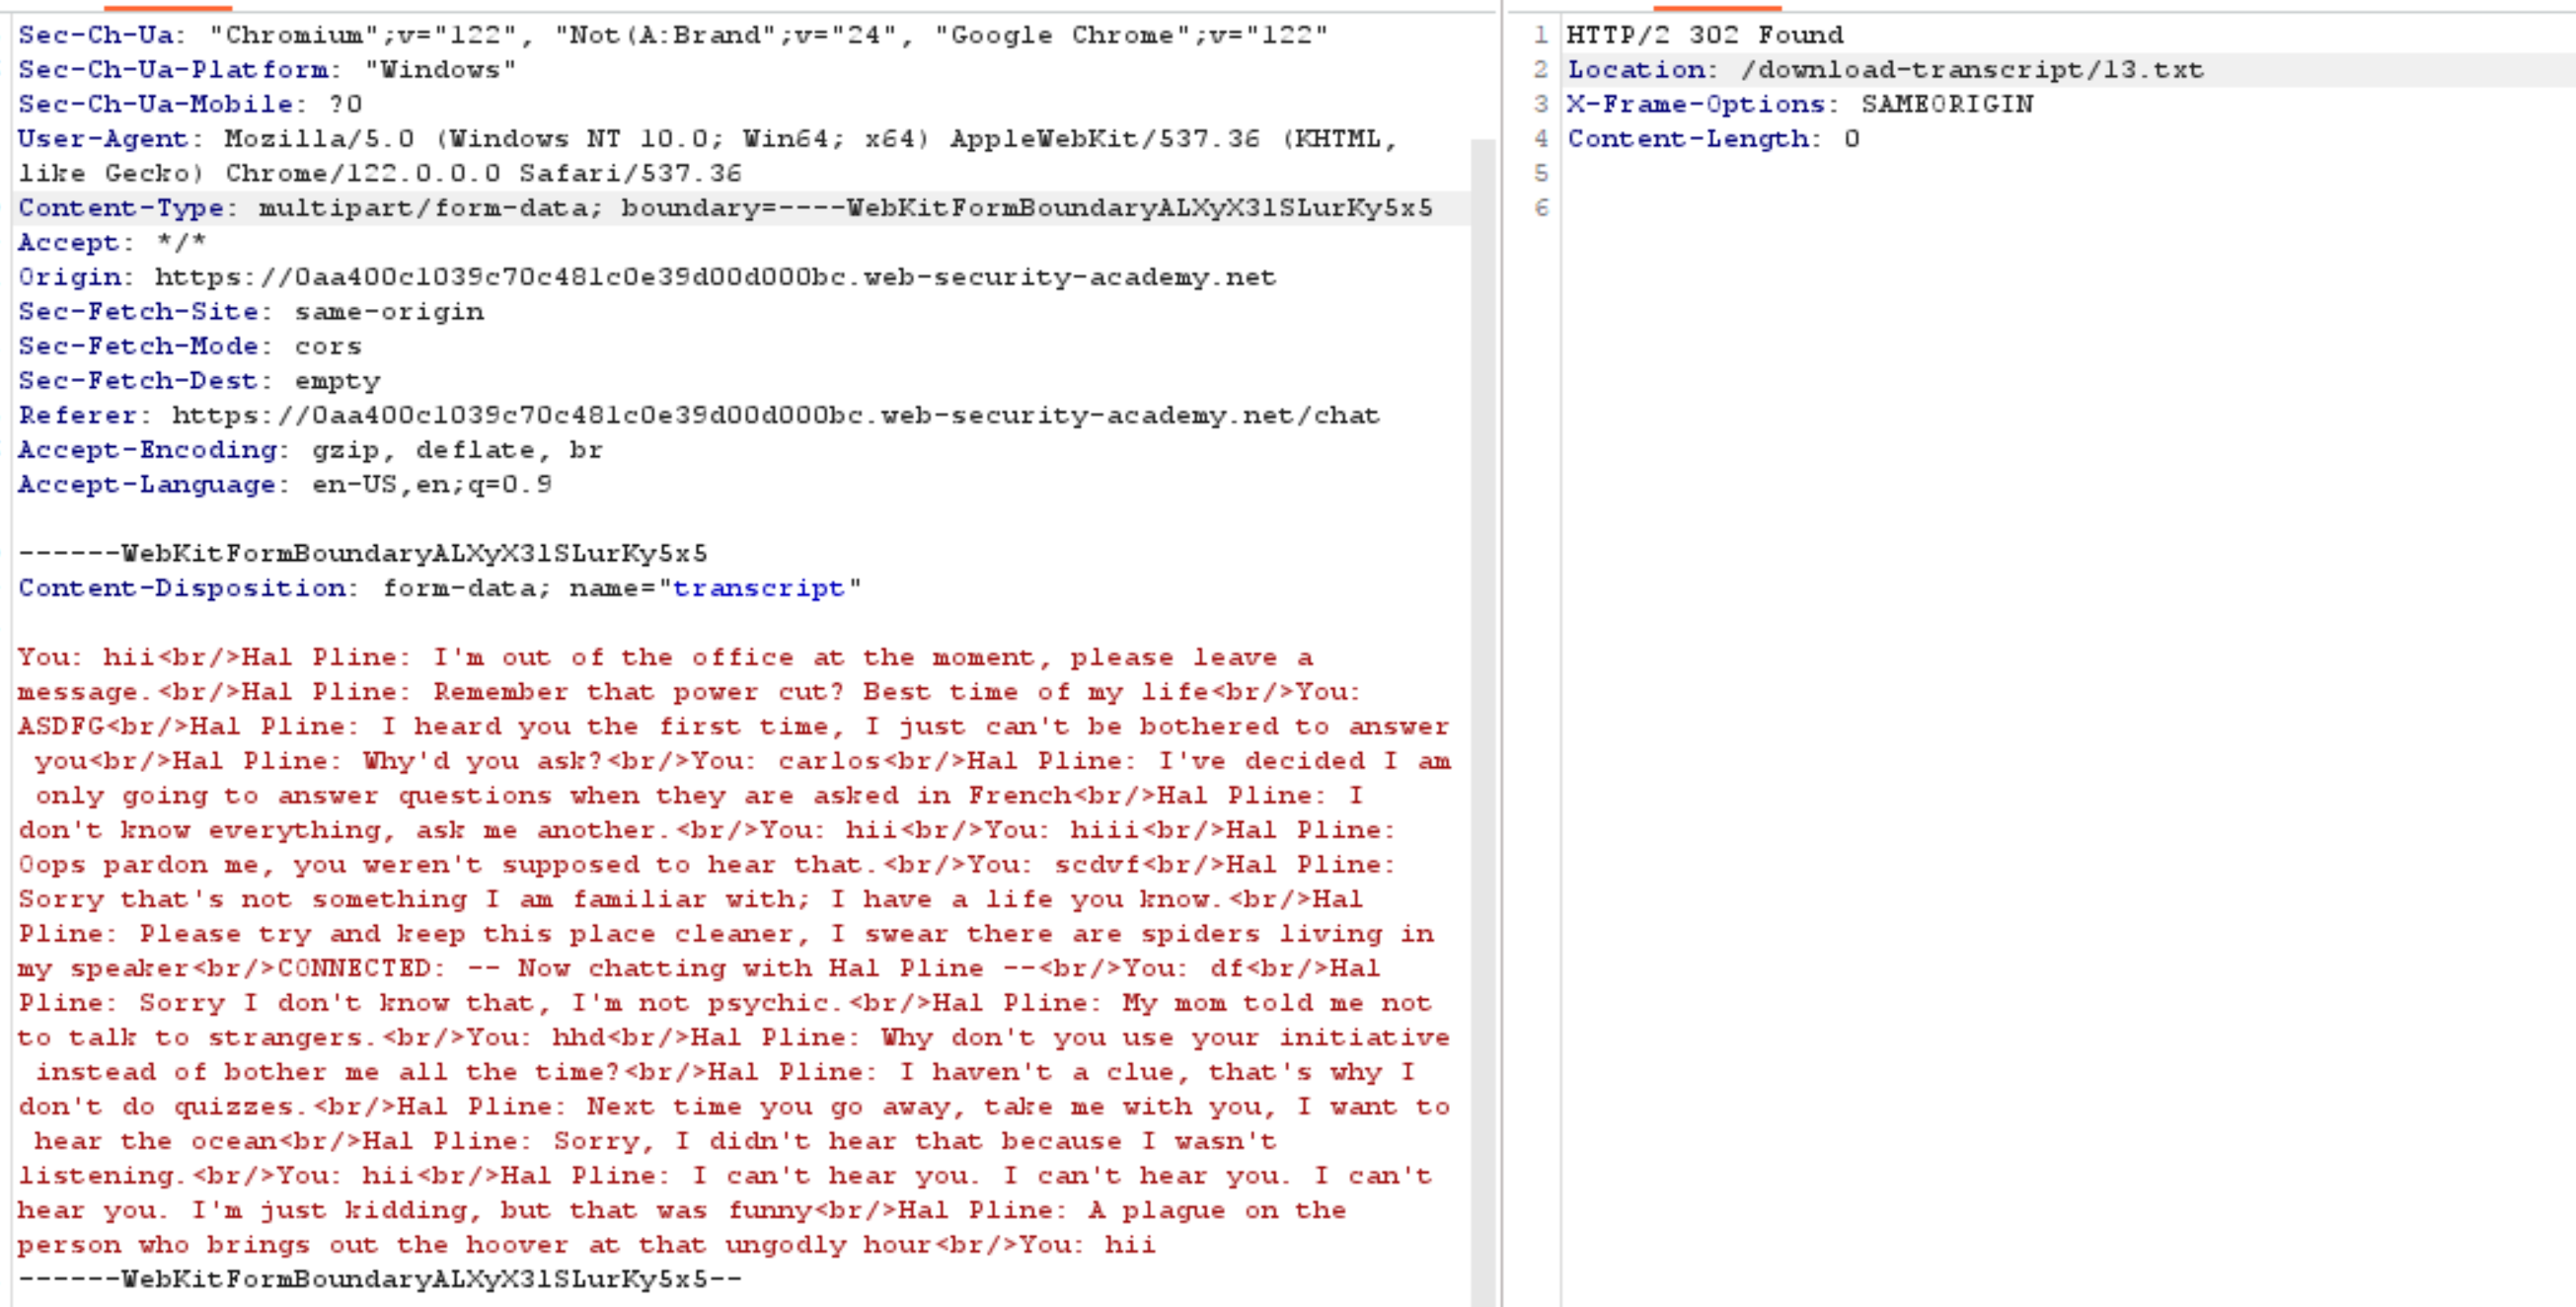 Sec-Ch-Ua: "Chromium";v="122", "Not(A:Brand";v="24", "Google Chrome";v="122"
Sec-Ch-Ua-Platform: "Windows"
Sec-Ch-Ua-Mobile: ?0
User-Agent: Mozilla/5.0 (Windows NT 10.0; Win64; x64) AppleWebKit/537.36 (KHTML,
like Gecko) Chrome/122.0.0.0 Safari/537.36
Content-Type: multipart/form-data; boundary=----WebKitFormBoundaryALXyX3lSLurKy5x5
Accept: */*
Origin: https://0aa400c1039c70c481c0e39d00d000bc.web-security-academy.net
Sec-Fetch-Site: same-origin
Sec-Fetch-Mode: cors
Sec-Fetch-Dest: empty
Referer: https://0aa400c1039c70c481c0e39d00d000bc.web-security-academy.net/chat
Accept-Encoding: gzip, deflate, br
Accept-Language: en-US,en;q=0.9
------WebKitFormBoundaryALXyX3lSLurKy5x5
Content-Disposition: form-data; name="transcript"
You: hii<br/>Hal Pline: I'm out of the office at the moment, please leave a
message.<br/>Hal Pline: Remember that power cut? Best time of my life<br/>You:
ASDFG<br/>Hal Pline: I heard you the first time, I just can't be bothered to answer
you<br/>Hal Pline: Why'd you ask?<br/>You: carlos<br/>Hal Pline: I've decided I am
only going to answer questions when they are asked in French<br/>Hal Pline: I
don't know everything, ask me another.<br/>You: hii<br/>You: hiii<br/>Hal Pline:
Oops pardon me, you weren't supposed to hear that.<br/>You: scdvf<br/>Hal Pline:
Sorry that's not something I am familiar with; I have a life you know.<br/>Hal
Pline: Please try and keep this place cleaner, I swear there are spiders living in
my speaker<br/>CONNECTED: -- Now chatting with Hal Pline --<br/>You: df<br/>Hal
Pline: Sorry I don't know that, I'm not psychic.<br/>Hal Pline: My mom told me not
to talk to strangers.<br/>You: hhd<br/>Hal Pline: Why don't you use your initiative
instead of bother me all the time?<br/>Hal Pline: I haven't a clue, that's why I
don't do quizzes.<br/>Hal Pline: Next time you go away, take me with you, I want to
hear the ocean<br/>Hal Pline: Sorry, I didn't hear that because I wasn't
listening.<br/>You: hii<br/>Hal Pline: I can't hear you. I can't hear you. I can't
hear you. I'm just kidding, but that was funny<br/>Hal Pline: A plague on the
person who brings out the hoover at that ungodly hour<br/>You: hii
------WebKitFormBoundaryALXyX3lSLurKy5x5--
1 HTTP/2 302 Found
2 Location: /download-transcript/13.txt
3 X-Frame-Options: SAMEORIGIN
4 Content-Length: 0
5
6